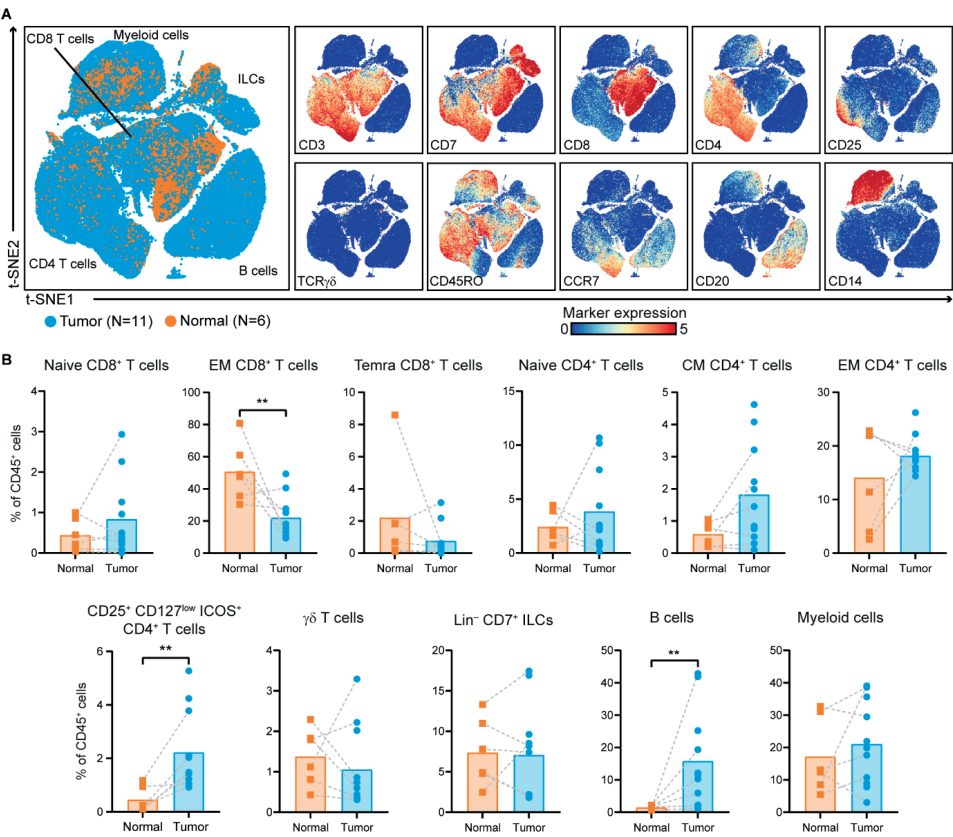 A
CD8 T cells
Myeloid cells
ILCs
CD4 T cells
B cells
t-SNE2
t-SNE1
CD3
CD7
CD8
CD4
CD25
TCRγδ
CD45RO
CCR7
CD20
CD14
Tumor (N=11)
Normal (N=6)
Marker expression
0
5
B
Naive CD8⁺ T cells
EM CD8⁺ T cells
Temra CD8⁺ T cells
Naive CD4⁺ T cells
CM CD4⁺ T cells
EM CD4⁺ T cells
% of CD45⁺ cells
4
3
2
1
0
Normal
Tumor
100
80
60
40
20
0
**
Normal
Tumor
10
8
6
4
2
0
Normal
Tumor
15
10
5
0
Normal
Tumor
5
4
3
2
1
0
Normal
Tumor
30
20
10
0
Normal
Tumor
CD25⁺ CD127ˡᵒʷ ICOS⁺
CD4⁺ T cells
γδ T cells
Lin⁻ CD7⁺ ILCs
B cells
Myeloid cells
% of CD45⁺ cells
6
4
2
0
**
Normal
Tumor
4
3
2
1
0
Normal
Tumor
20
15
10
5
0
Normal
Tumor
50
40
30
20
10
0
**
Normal
Tumor
50
40
30
20
10
0
Normal
Tumor